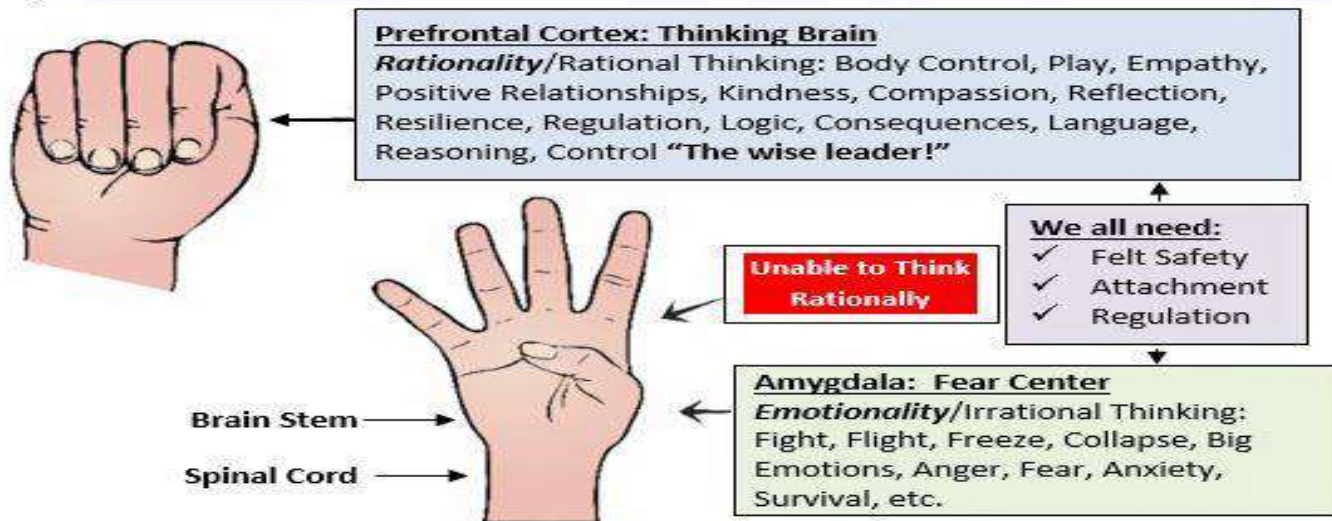 Prefrontal Cortex: Thinking Brain
Rationality/Rational Thinking: Body Control, Play, Empathy,
Positive Relationships, Kindness, Compassion, Reflection,
Resilience, Regulation, Logic, Consequences, Language,
Reasoning, Control “The wise leader!”
We all need:
✓ Felt Safety
✓ Attachment
✓ Regulation
Unable to Think
Rationally
Amygdala: Fear Center
Emotionality/Irrational Thinking:
Fight, Flight, Freeze, Collapse, Big
Emotions, Anger, Fear, Anxiety,
Survival, etc.
Brain Stem
Spinal Cord